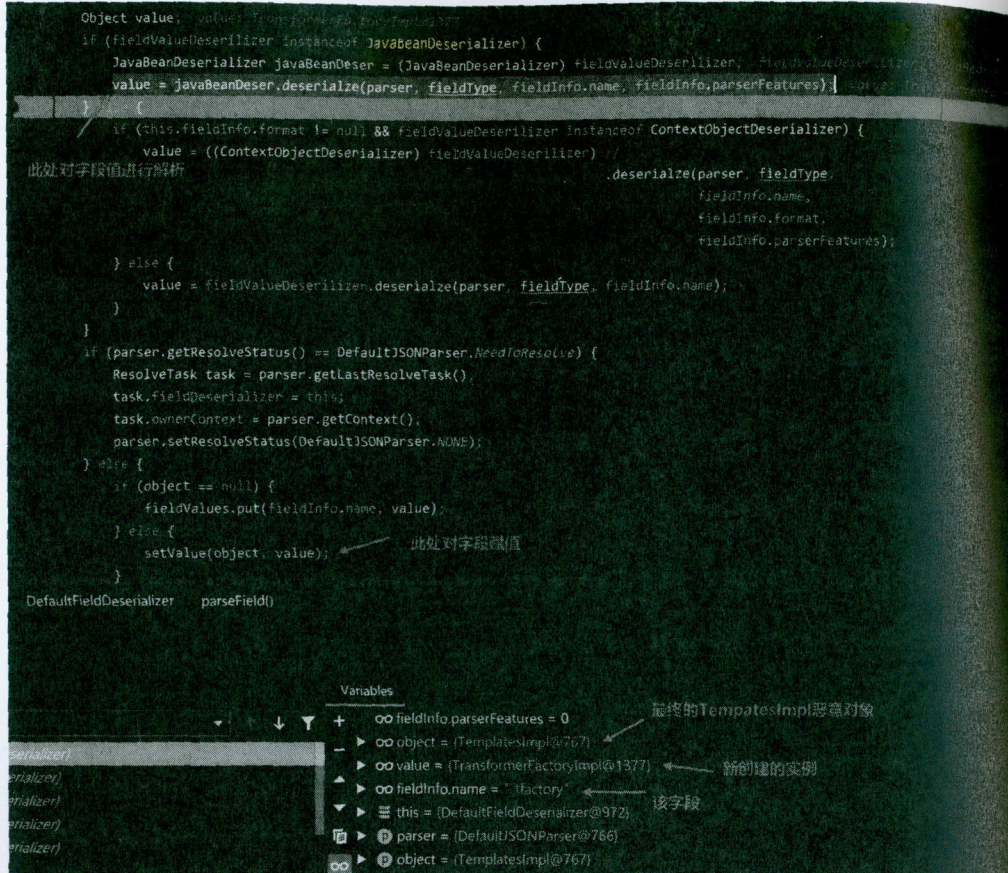 Object value;
if (fieldValueDeserilizer instanceof JavaBeanDeserializer) {
JavaBeanDeserializer javaBeanDeser = (JavaBeanDeserializer) fieldValueDeserilizer;
value = javaBeanDeser.deserialze(parser, fieldType, fieldInfo.name, fieldInfo.parserFeatures);
} {
if (this.fieldInfo.format != null && fieldValueDeserilizer instanceof ContextObjectDeserializer) {
value = ((ContextObjectDeserializer) fieldValueDeserilizer) //
此处对字段值进行解析
.deserialze(parser, fieldType,
fieldInfo.name,
fieldInfo.format,
fieldInfo.parserFeatures);
} else {
value = fieldValueDeserilizer.deserialze(parser, fieldType, fieldInfo.name);
}
}
if (parser.getResolveStatus() == DefaultJSONParser.NeedToResolve) {
ResolveTask task = parser.getLastResolveTask();
task.fieldDeserializer = this;
task.ownerContext = parser.getContext();
parser.setResolveStatus(DefaultJSONParser.NONE);
} else {
if (object == null) {
fieldValues.put(fieldInfo.name, value);
} else {
setValue(object, value); 此处对字段赋值
}
DefaultFieldDeserializer parseField()
Variables
fieldInfo.parserFeatures = 0
最终的TempatesImpl恶意对象
object = {TemplatesImpl@767}
value = {TransformerFactoryImpl@1377} 新创建的实例
fieldInfo.name = "_tfactory" 该字段
this = {DefaultFieldDeserializer@972}
parser = {DefaultJSONParser@766}
object = {TemplatesImpl@767}
serializer)
erializer)
erializer)
erializer)
erializer)